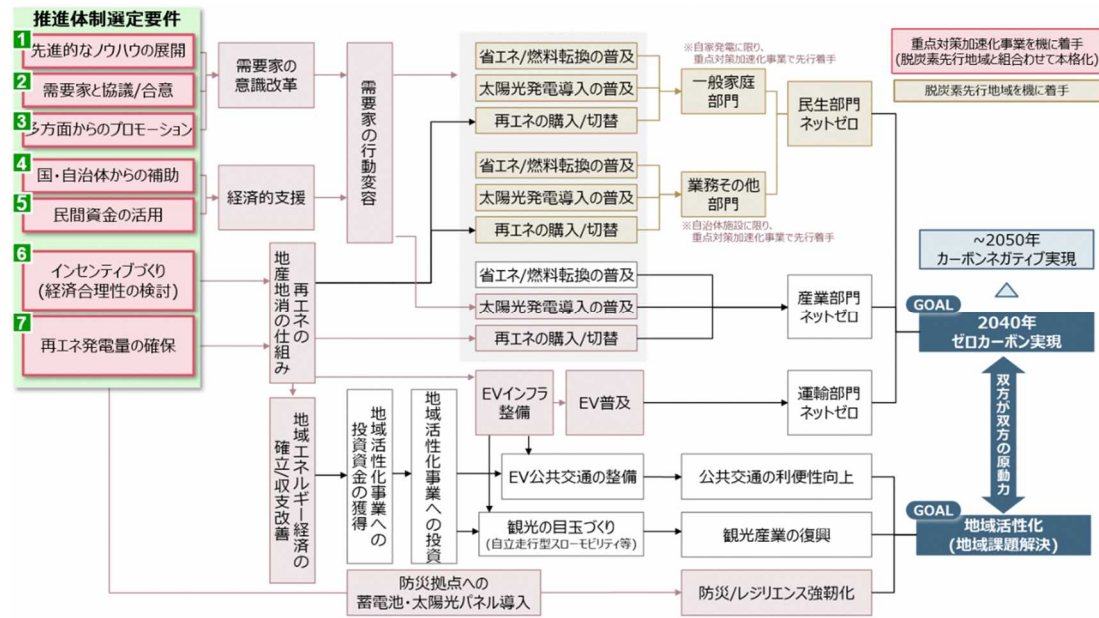 推進体制選定要件
1
先進的なノウハウの展開
2
需要家と協議/合意
3
多方面からのプロモーション
4
国・自治体からの補助
5
民間資金の活用
6
インセンティブづくり
(経済合理性の検討)
7
再エネ発電量の確保
需要家の
意識改革
経済的支援
需要家の行動変容
再エネの
地産地消の仕組み
地域エネルギー経済の
確立/収支改善
地域活性化事業への
投資資金の獲得
地域活性化事業への投資
省エネ/燃料転換の普及
太陽光発電導入の普及
再エネの購入/切替
※自家発電に限り、
重点対策加速化事業で先行着手
一般家庭
部門
省エネ/燃料転換の普及
太陽光発電導入の普及
再エネの購入/切替
業務その他
部門
※自治体施設に限り、
重点対策加速化事業で先行着手
民生部門
ネットゼロ
省エネ/燃料転換の普及
太陽光発電導入の普及
再エネの購入/切替
産業部門
ネットゼロ
EVインフラ
整備
EV普及
運輸部門
ネットゼロ
EV公共交通の整備
公共交通の利便性向上
観光の目玉づくり
(自立走行型スローモビリティ等)
観光産業の復興
防災拠点への
蓄電池・太陽光パネル導入
防災/レジリエンス強靭化
重点対策加速化事業を機に着手
(脱炭素先行地域と組合わせて本格化)
脱炭素先行地域を機に着手
~2050年
カーボンネガティブ実現
GOAL
2040年
ゼロカーボン実現
双方が双方の原動力
GOAL
地域活性化
(地域課題解決)